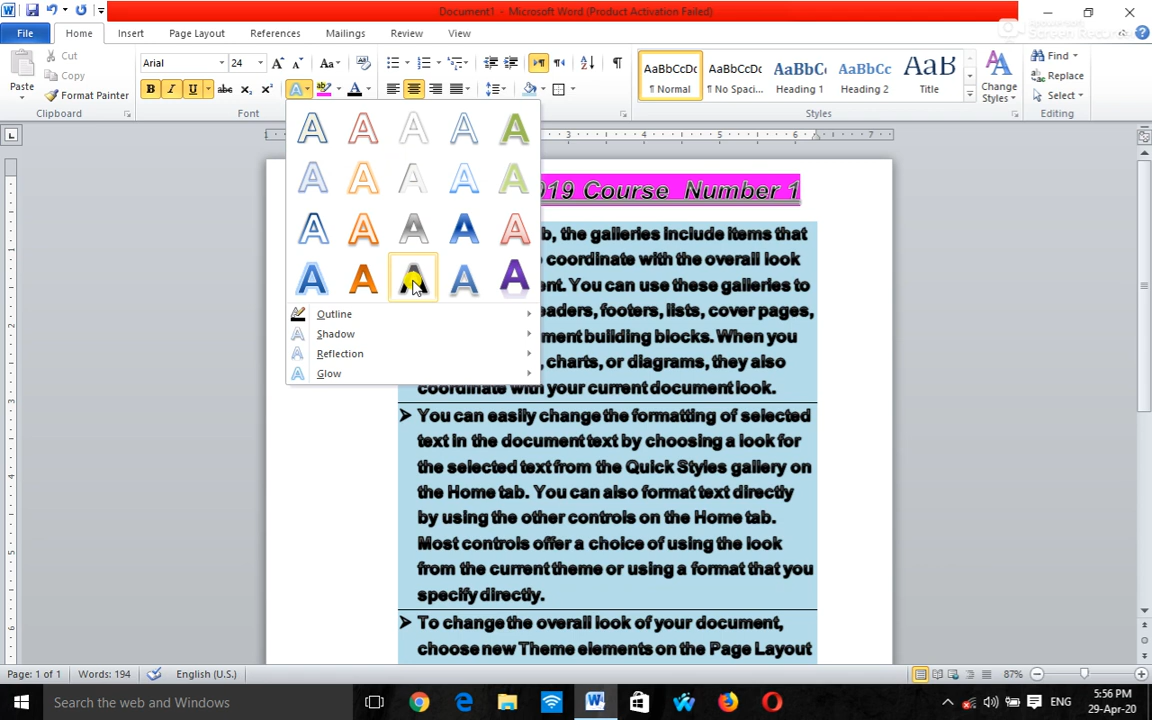 Document1 - Microsoft Word (Product Activation Failed)
File Home Insert Page Layout References Mailings Review View
Paste
Cut
Copy
Format Painter
Clipboard
Arial 24
B I U abc
Font
AaBbCcDc AaBbCcDc AaBbC AaBbCc AaB
¶ Normal ¶ No Spaci... Heading 1 Heading 2 Title
Styles
Change
Styles
Find
Replace
Select
Editing
Outline
Shadow
Reflection
Glow
019 Course Number 1
b, the galleries include items that
coordinate with the overall look
ent. You can use these galleries to
eaders, footers, lists, cover pages,
ment building blocks. When you
, charts, or diagrams, they also
coordinate with your current document look.
You can easily change the formatting of selected
text in the document text by choosing a look for
the selected text from the Quick Styles gallery on
the Home tab. You can also format text directly
by using the other controls on the Home tab.
Most controls offer a choice of using the look
from the current theme or using a format that you
specify directly.
To change the overall look of your document,
choose new Theme elements on the Page Layout
Page: 1 of 1 Words: 194 English (U.S.) 87%
Search the web and Windows
ENG
5:56 PM
29-Apr-20